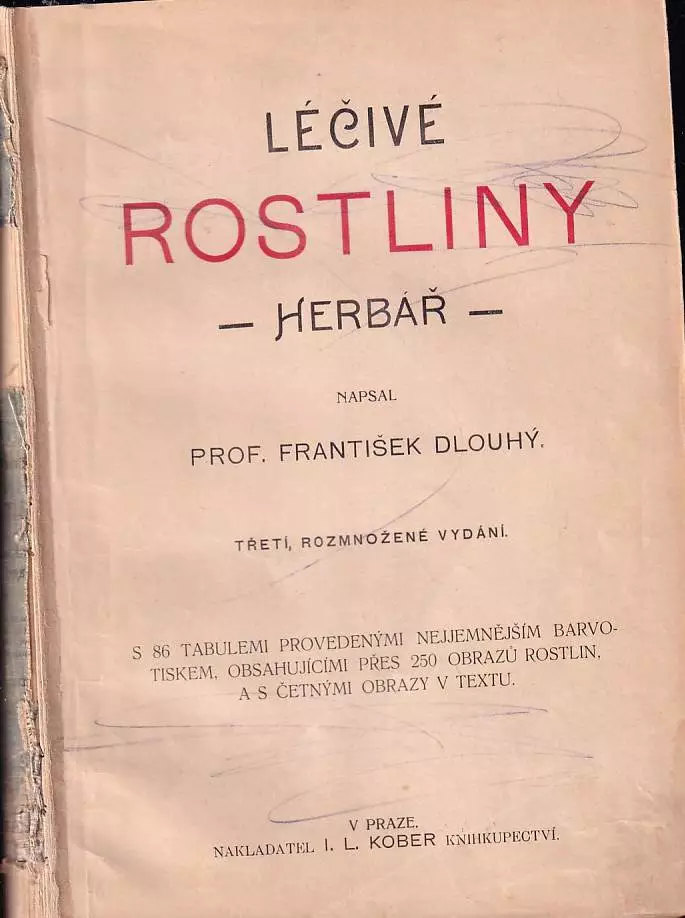 LÉČIVÉ
ROSTLINY
— HERBÁŘ —
NAPSAL
PROF. FRANTIŠEK DLOUHÝ.
TŘETÍ, ROZMNOŽENÉ VYDÁNÍ.
S 86 TABULEMI PROVEDENÝMI NEJJEMNĚJŠÍM BARVO-
TISKEM, OBSAHUJÍCÍMI PŘES 250 OBRAZŮ ROSTLIN,
A S ČETNÝMI OBRAZY V TEXTU.
V PRAZE.
NAKLADATEL I. L. KOBER KNIHKUPECTVÍ.